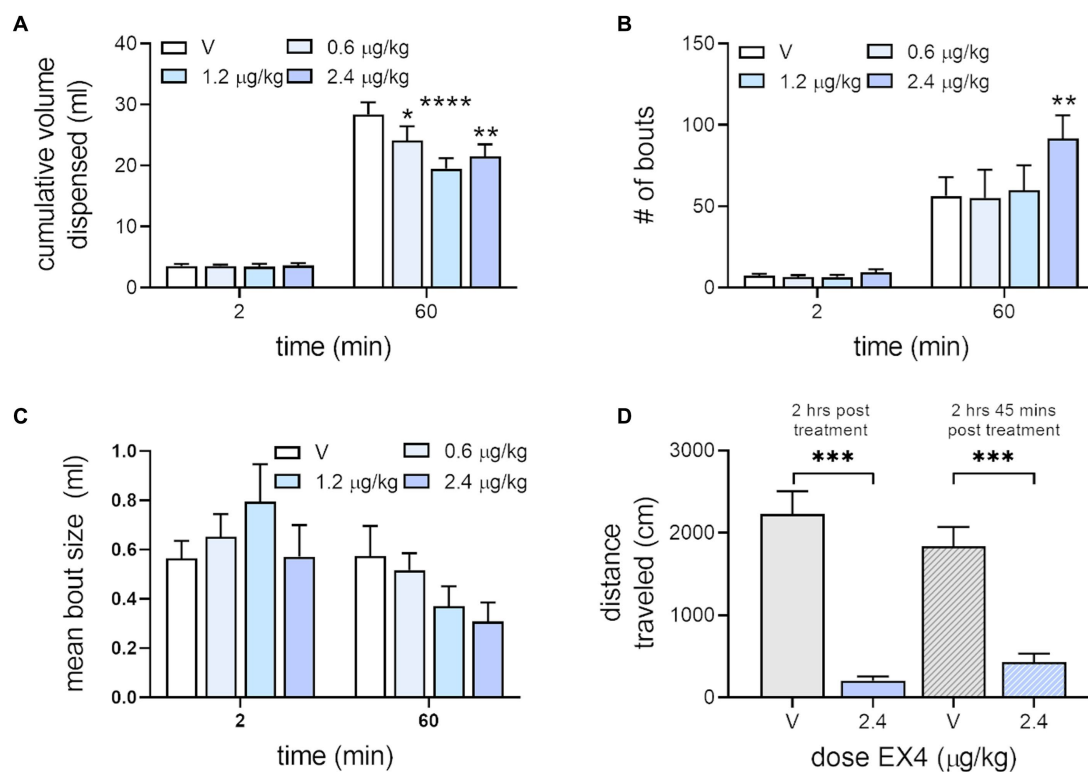 A
cumulative volume
dispensed (ml)
40
30
20
10
0
V
0.6 μg/kg
1.2 μg/kg
2.4 μg/kg
*
****
**
2
60
time (min)
B
# of bouts
150
100
50
0
V
0.6 μg/kg
1.2 μg/kg
2.4 μg/kg
**
2
60
time (min)
C
mean bout size (ml)
1.0
0.8
0.6
0.4
0.2
0.0
V
0.6 μg/kg
1.2 μg/kg
2.4 μg/kg
2
60
time (min)
D
2 hrs post
treatment
2 hrs 45 mins
post treatment
***
***
distance
traveled (cm)
3000
2000
1000
0
V
2.4
V
2.4
dose EX4 (μg/kg)